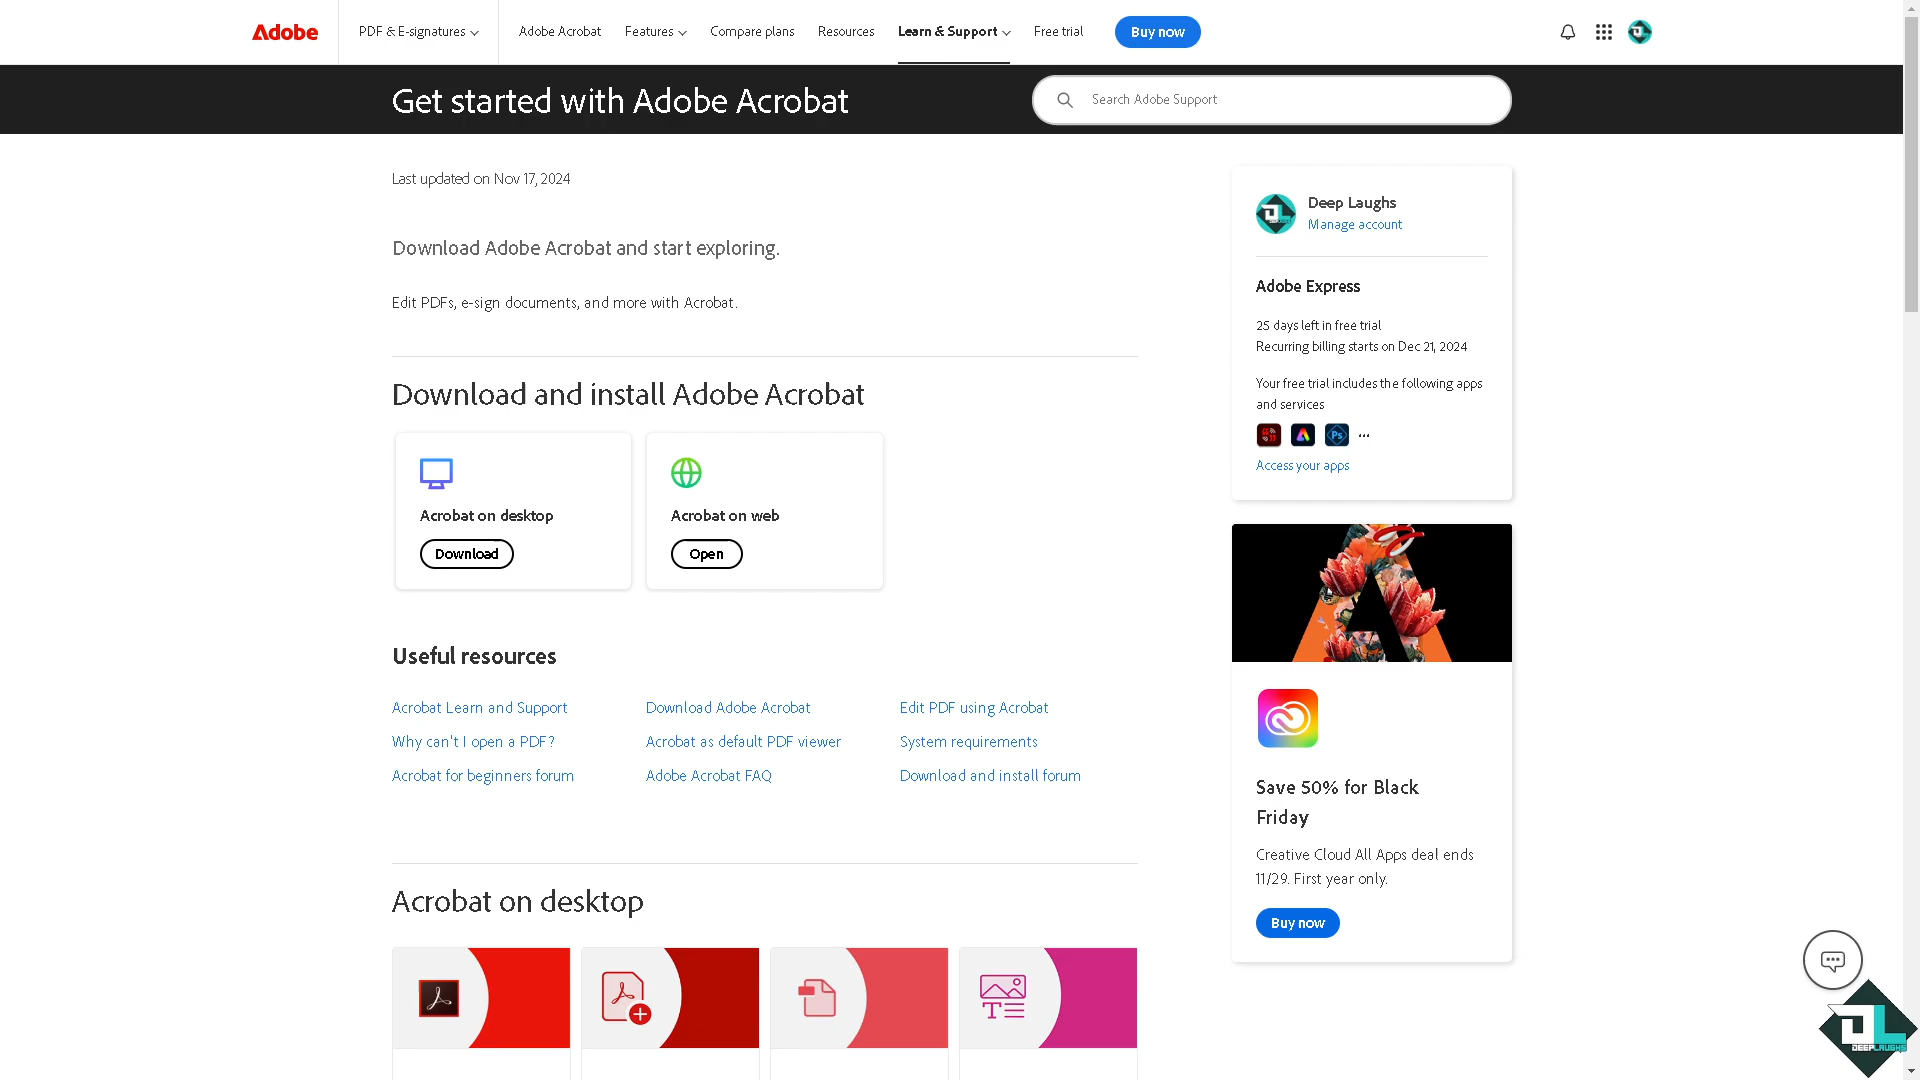 Adobe
PDF & E-signatures
Adobe Acrobat
Features
Compare plans
Resources
Learn & Support
Free trial
Buy now
Get started with Adobe Acrobat
Search Adobe Support
Last updated on Nov 17, 2024
Download Adobe Acrobat and start exploring.
Edit PDFs, e-sign documents, and more with Acrobat.
Download and install Adobe Acrobat
Acrobat on desktop
Download
Acrobat on web
Open
Useful resources
Acrobat Learn and Support
Download Adobe Acrobat
Edit PDF using Acrobat
Why can't I open a PDF?
Acrobat as default PDF viewer
System requirements
Acrobat for beginners forum
Adobe Acrobat FAQ
Download and install forum
Acrobat on desktop
Deep Laughs
Manage account
Adobe Express
25 days left in free trial
Recurring billing starts on Dec 21, 2024
Your free trial includes the following apps
and services
Ps
...
Access your apps
Save 50% for Black
Friday
Creative Cloud All Apps deal ends
11/29. First year only.
Buy now
DL
DEEPLAUGHS